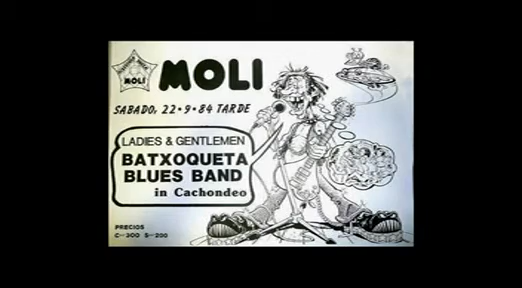 MOLI
MOLI
SABADO, 22·9·84 TARDE
LADIES & GENTLEMEN
BATXOQUETA
BLUES BAND
in Cachondeo
PRECIOS
C—300 S—200